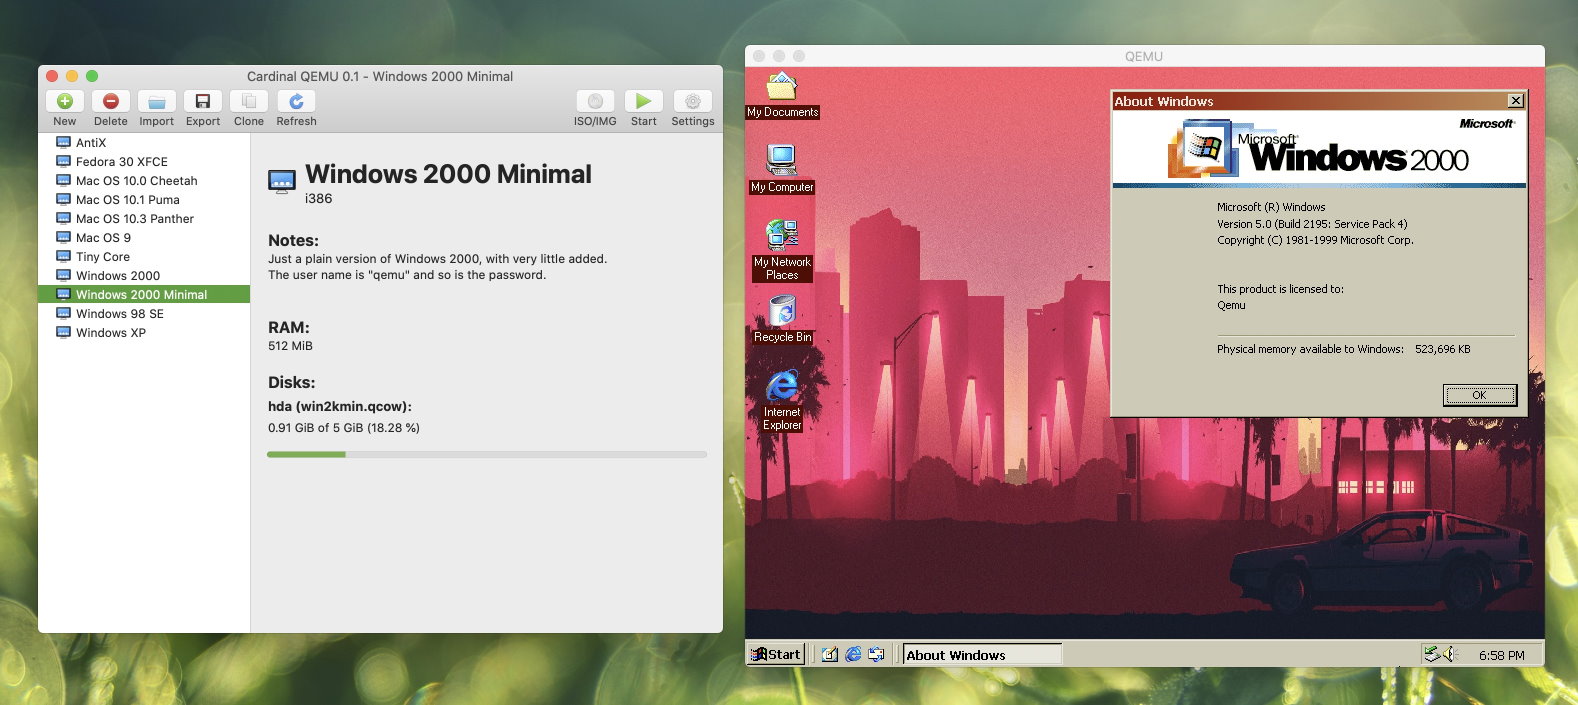 Cardinal QEMU 0.1 - Windows 2000 Minimal
New Delete Import Export Clone Refresh ISO/IMG Start Settings
AntiX
Fedora 30 XFCE
Mac OS 10.0 Cheetah
Mac OS 10.1 Puma
Mac OS 10.3 Panther
Mac OS 9
Tiny Core
Windows 2000
Windows 2000 Minimal
Windows 98 SE
Windows XP
Windows 2000 Minimal
i386
Notes:
Just a plain version of Windows 2000, with very little added.
The user name is "qemu" and so is the password.
RAM:
512 MiB
Disks:
hda (win2kmin.qcow):
0.91 GiB of 5 GiB (18.28 %)
QEMU
My Documents
My Computer
My Network
Places
Recycle Bin
Internet
Explorer
About Windows
Microsoft
Microsoft
Windows 2000
Microsoft (R) Windows
Version 5.0 (Build 2195: Service Pack 4)
Copyright (C) 1981-1999 Microsoft Corp.
This product is licensed to:
Qemu
Physical memory available to Windows: 523,696 KB
OK
Start About Windows 6:58 PM